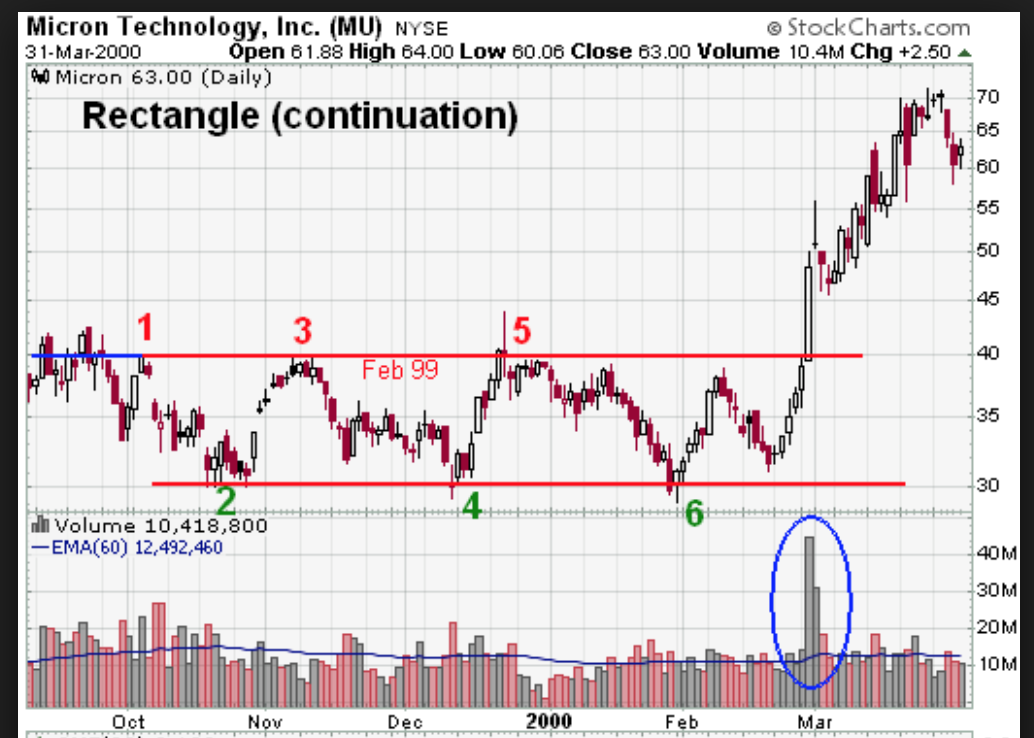 Micron Technology, Inc. (MU) NYSE © StockCharts.com
31-Mar-2000 Open 61.88 High 64.00 Low 60.06 Close 63.00 Volume 10.4M Chg +2.50
Micron 63.00 (Daily)
Rectangle (continuation)
70
65
60
55
50
45
1 3 5
40
Feb 99
35
30
2 4 6
Volume 10,418,800
EMA(60) 12,492,460
40M
30M
20M
10M
Oct Nov Dec 2000 Feb Mar